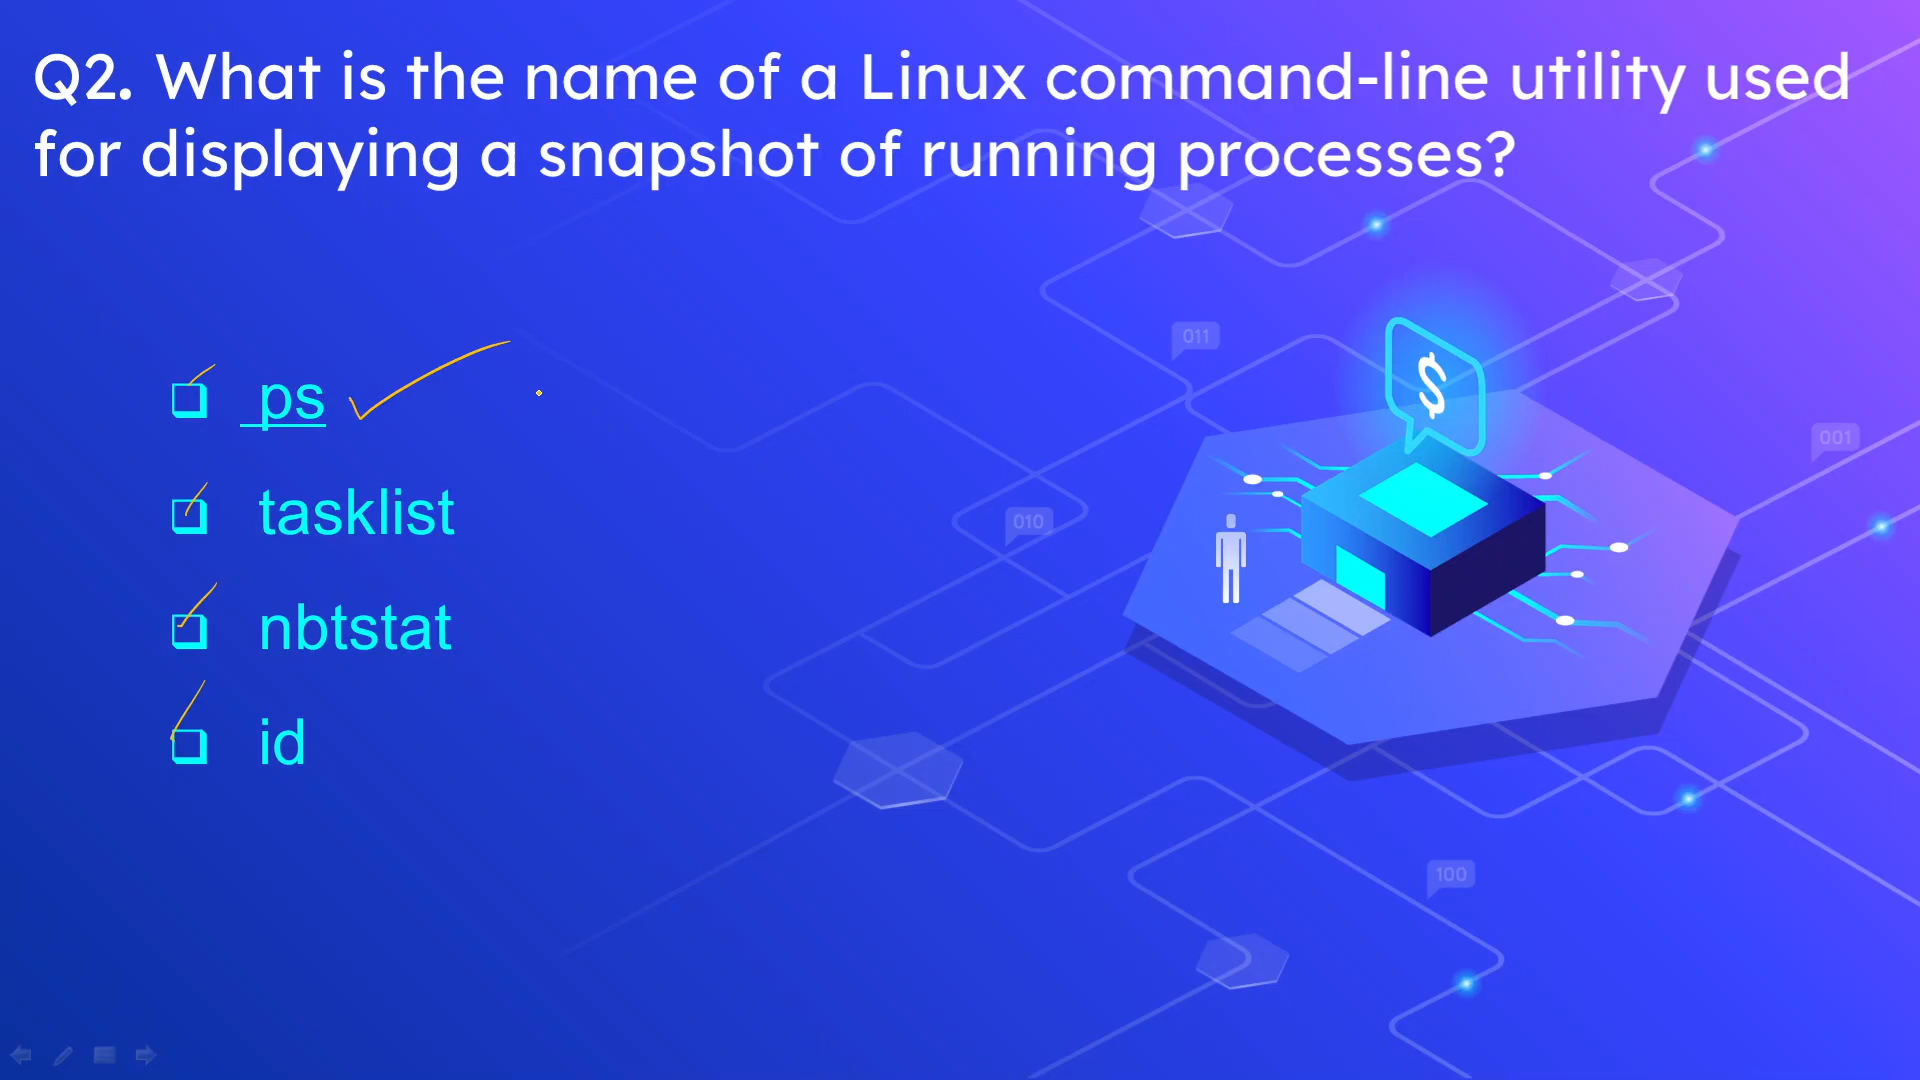 Q2. What is the name of a Linux command-line utility used
for displaying a snapshot of running processes?
ps
tasklist
nbtstat
id
011
$
001
010
100